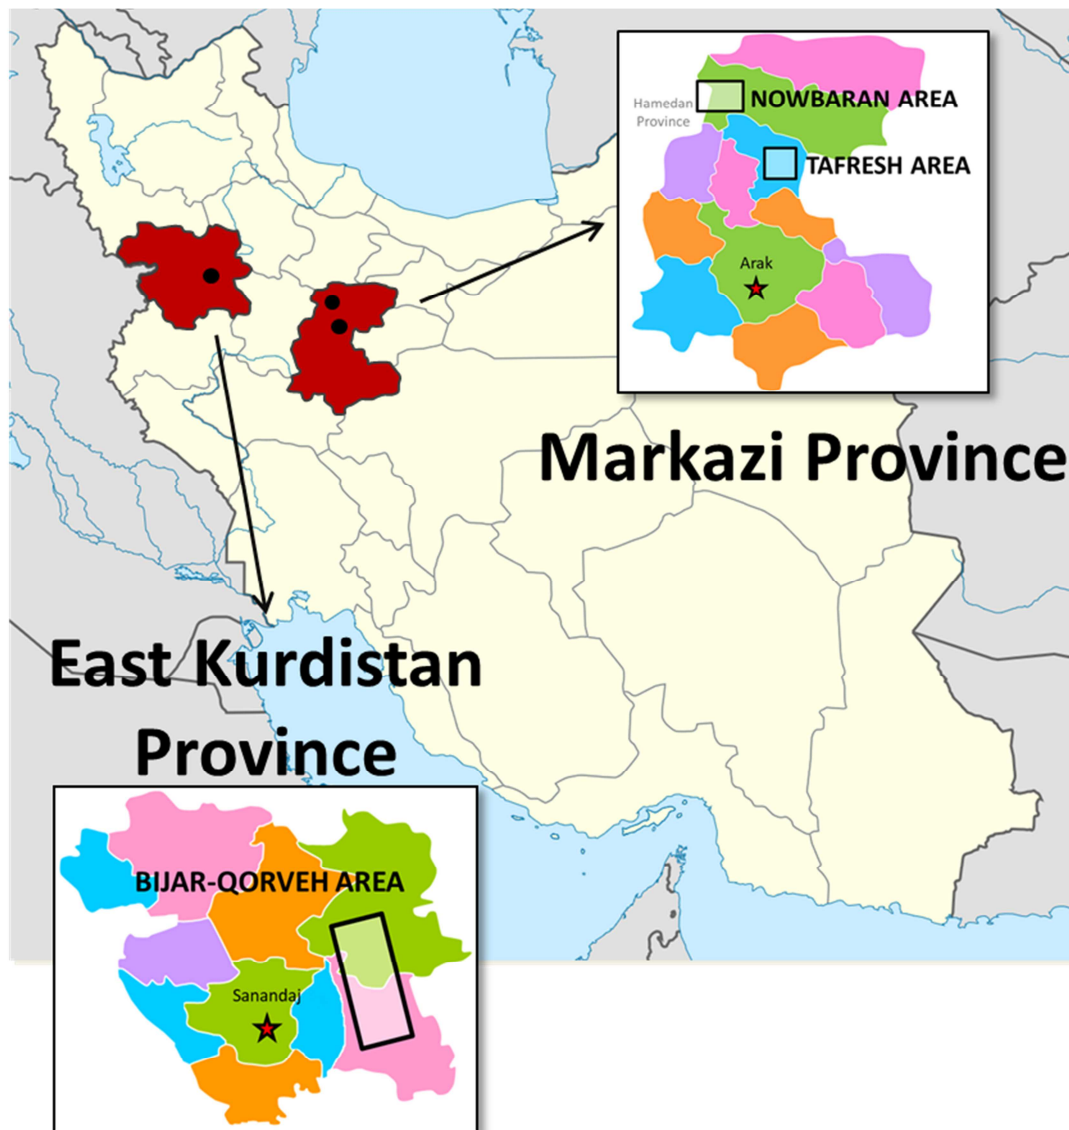 Hamedan
Province
NOWBARAN AREA
TAFRESH AREA
Arak
Markazi Province
East Kurdistan
Province
BIJAR-QORVEH AREA
Sanandaj